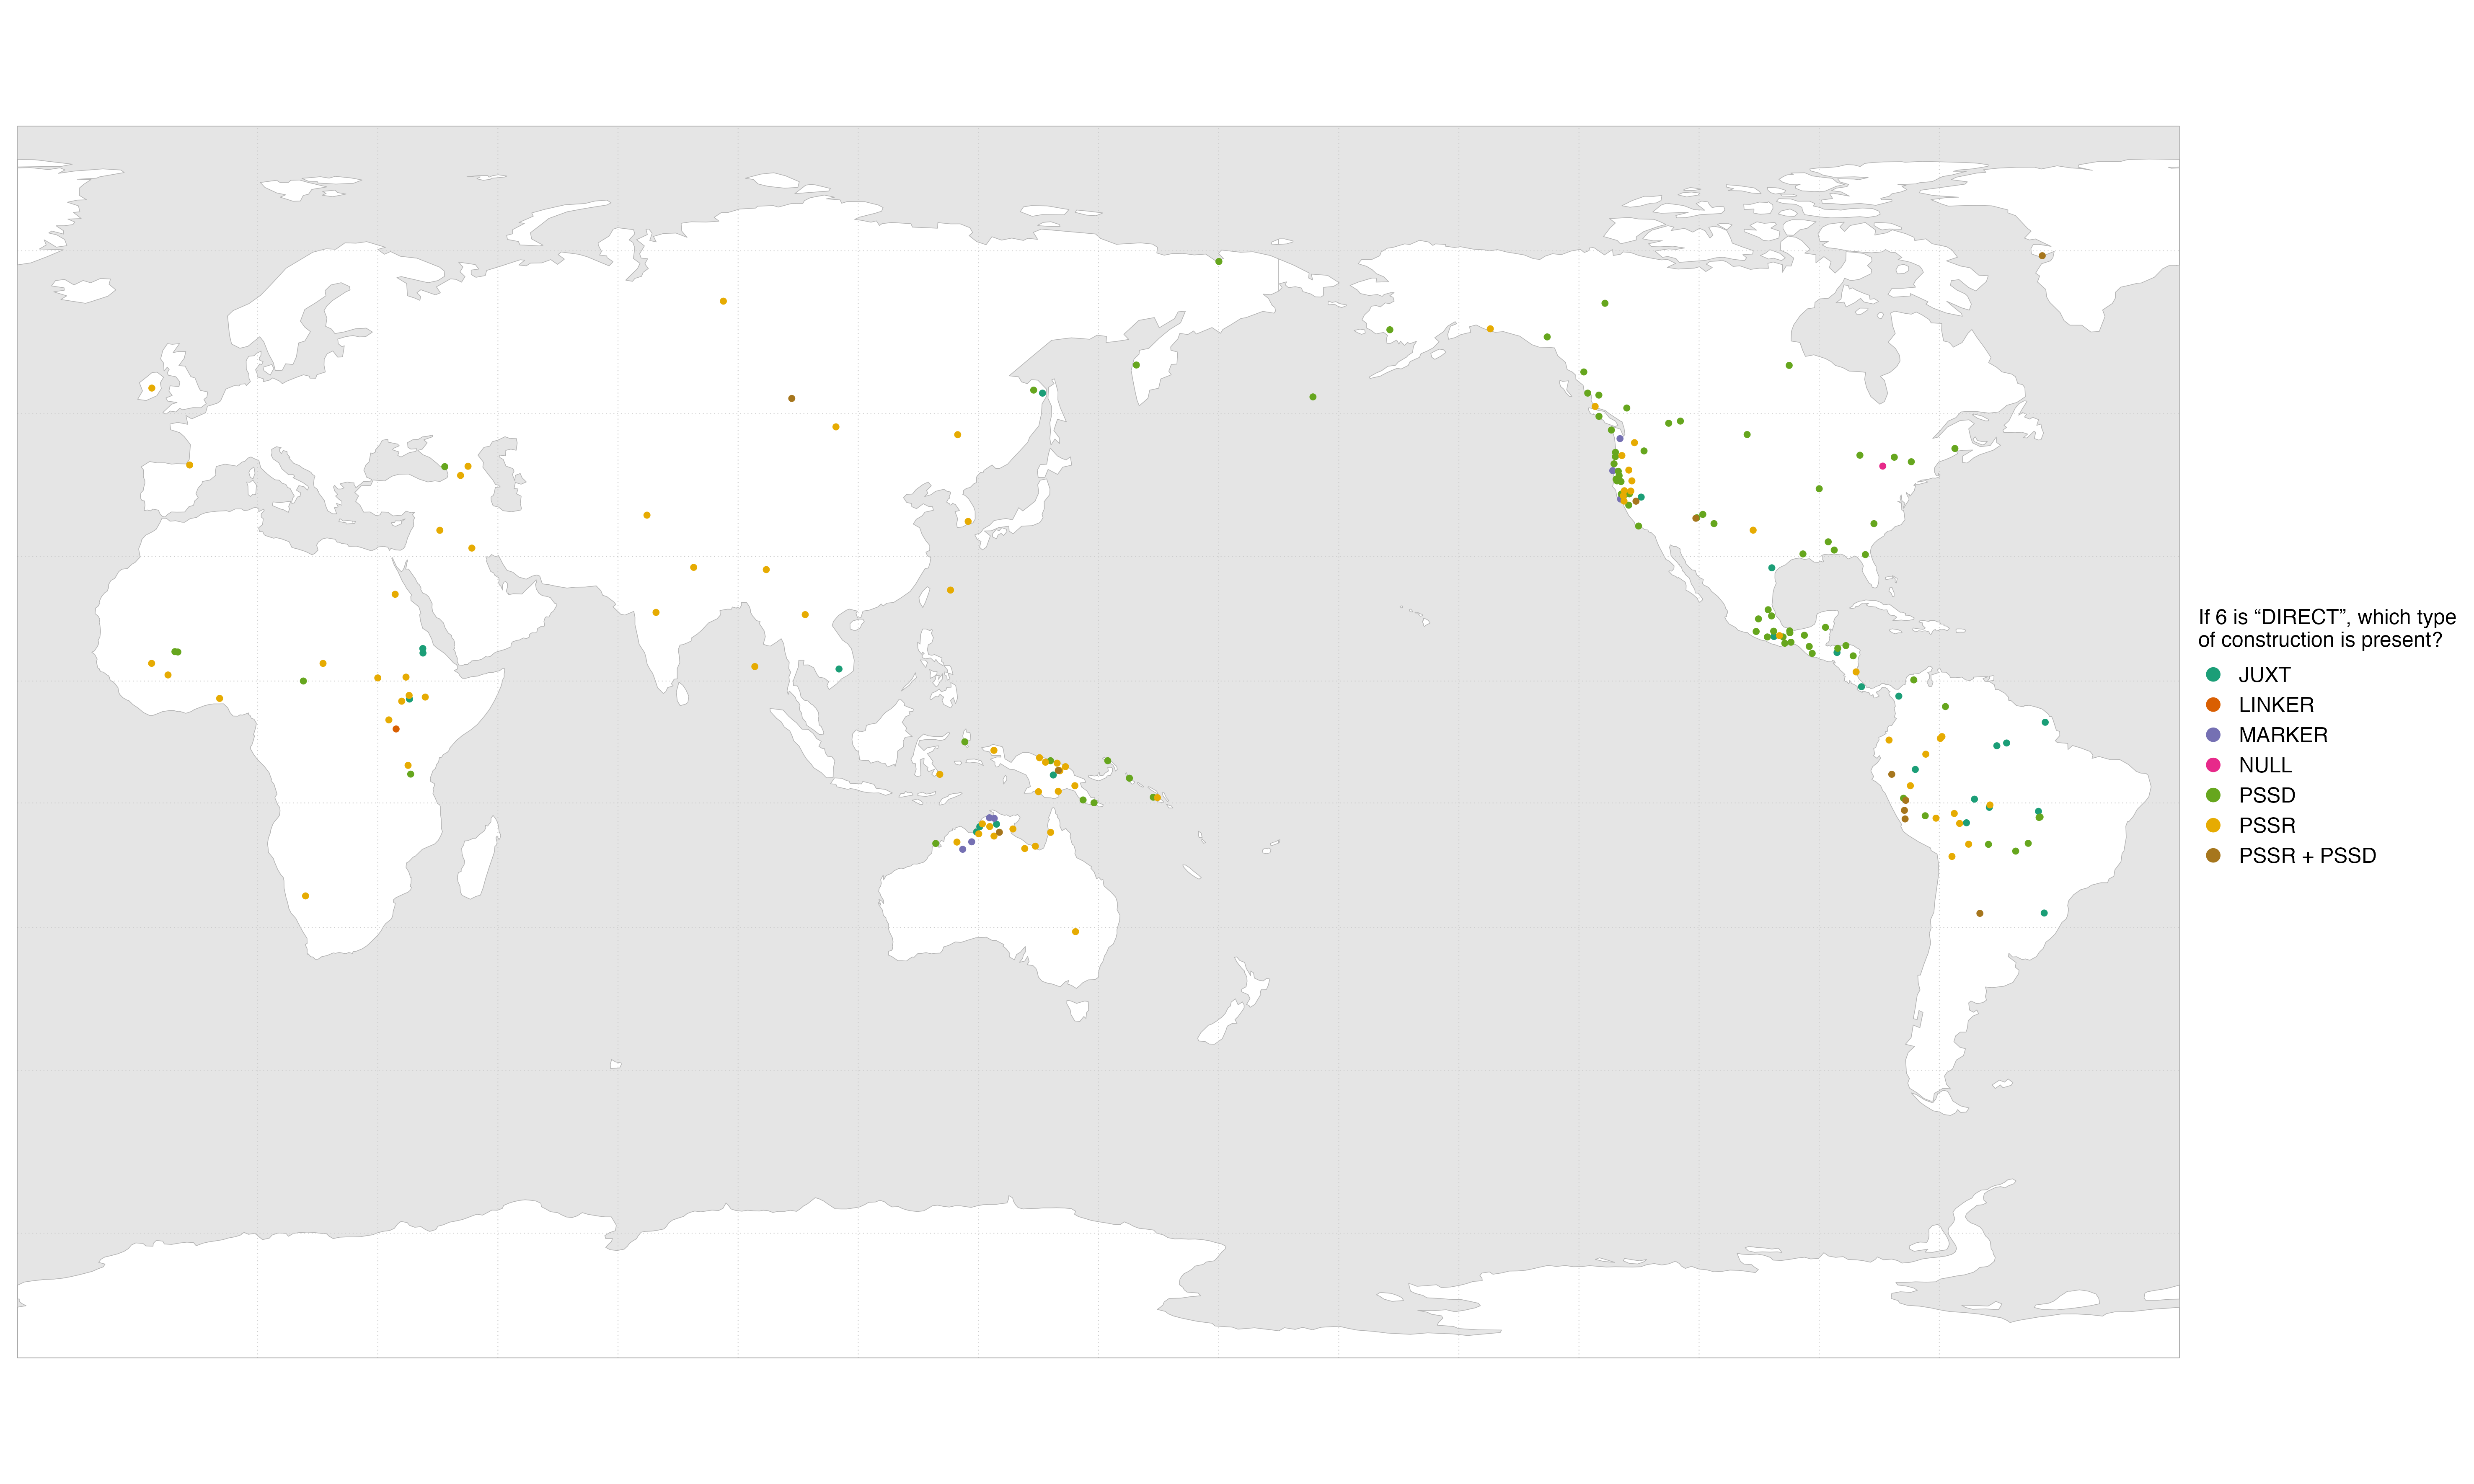 If 6 is “DIRECT”, which type
of construction is present?
JUXT
LINKER
MARKER
NULL
PSSD
PSSR
PSSR + PSSD